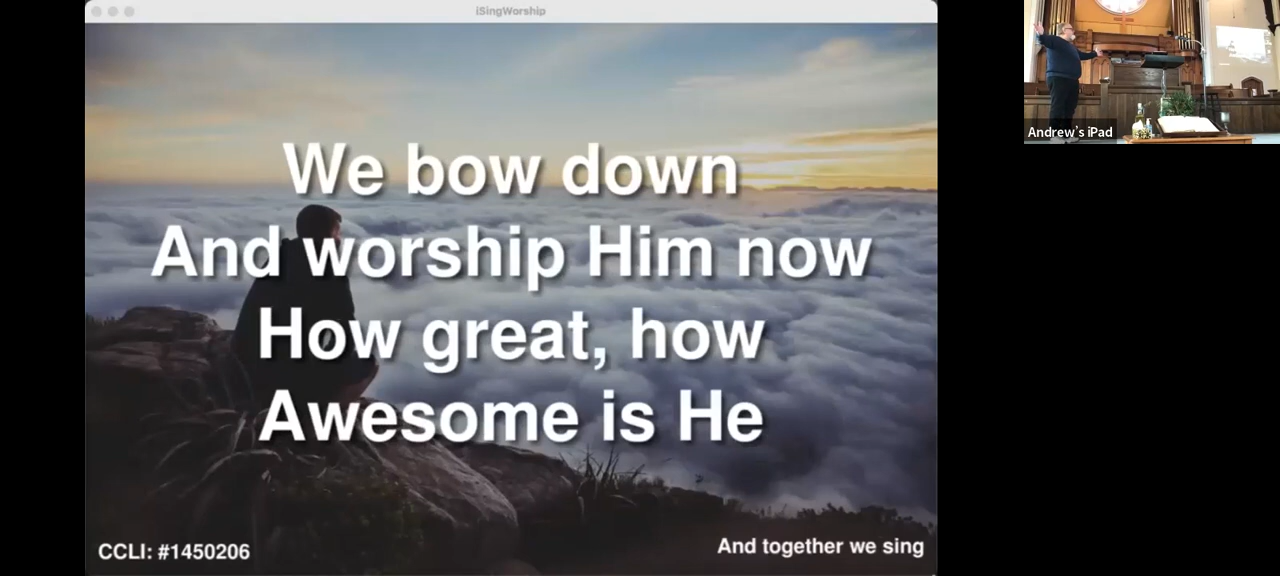 iSingWorship
We bow down
And worship Him now
How great, how
Awesome is He
CCLI: #1450206
And together we sing
Andrew's iPad